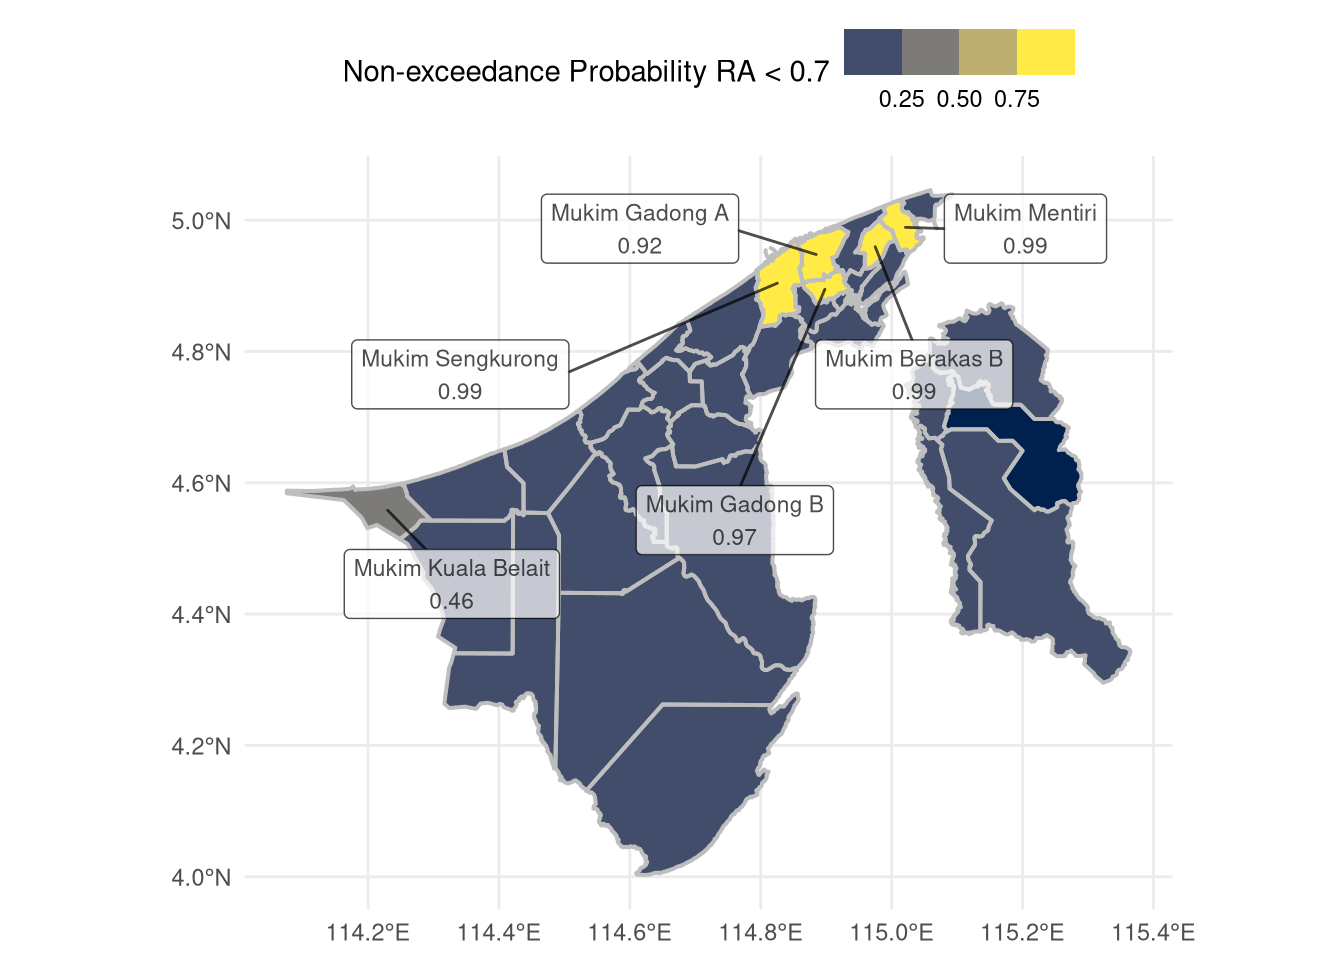 Non-exceedance Probability RA < 0.7
0.25 0.50 0.75
Mukim Gadong A
0.92
Mukim Mentiri
0.99
Mukim Sengkurong
0.99
Mukim Berakas B
0.99
Mukim Gadong B
0.97
Mukim Kuala Belait
0.46
5.0°N
4.8°N
4.6°N
4.4°N
4.2°N
4.0°N
114.2°E 114.4°E 114.6°E 114.8°E 115.0°E 115.2°E 115.4°E